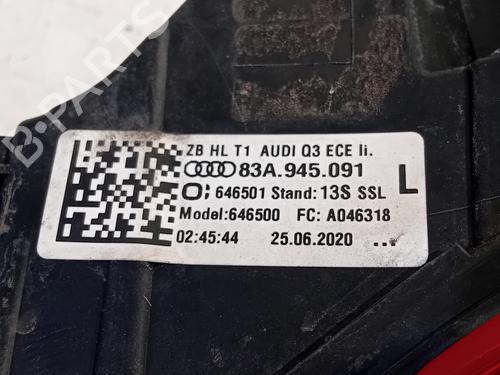 B-PARTS
ZB HL T1 AUDI Q3 ECE li.
83A.945.091
646501 Stand: 13S SSL L
Model:646500 FC: A046318
02:45:44 25.06.2020 ...